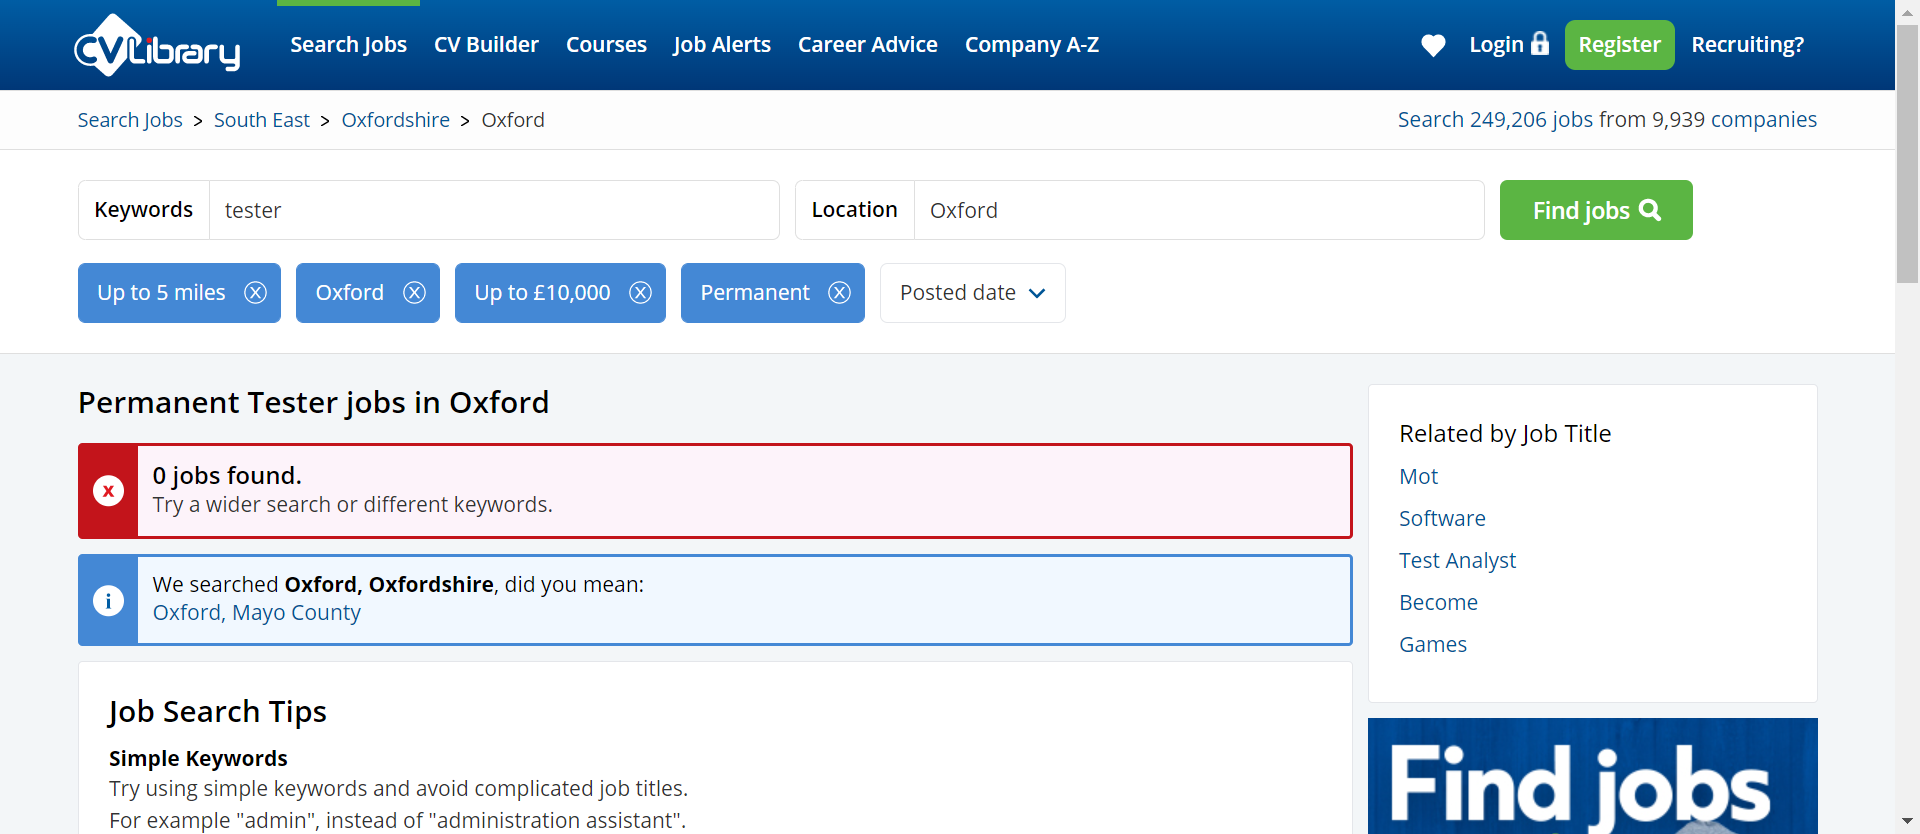 CVLibrary
Search Jobs
CV Builder
Courses
Job Alerts
Career Advice
Company A-Z
Login
Register
Recruiting?
Search Jobs > South East > Oxfordshire > Oxford
Search 249,206 jobs from 9,939 companies
Keywords
tester
Location
Oxford
Find jobs
Up to 5 miles
Oxford
Up to £10,000
Permanent
Posted date
Permanent Tester jobs in Oxford
0 jobs found.
Try a wider search or different keywords.
We searched Oxford, Oxfordshire, did you mean:
Oxford, Mayo County
Job Search Tips
Simple Keywords
Try using simple keywords and avoid complicated job titles.
For example "admin", instead of "administration assistant".
Related by Job Title
Mot
Software
Test Analyst
Become
Games
Find jobs